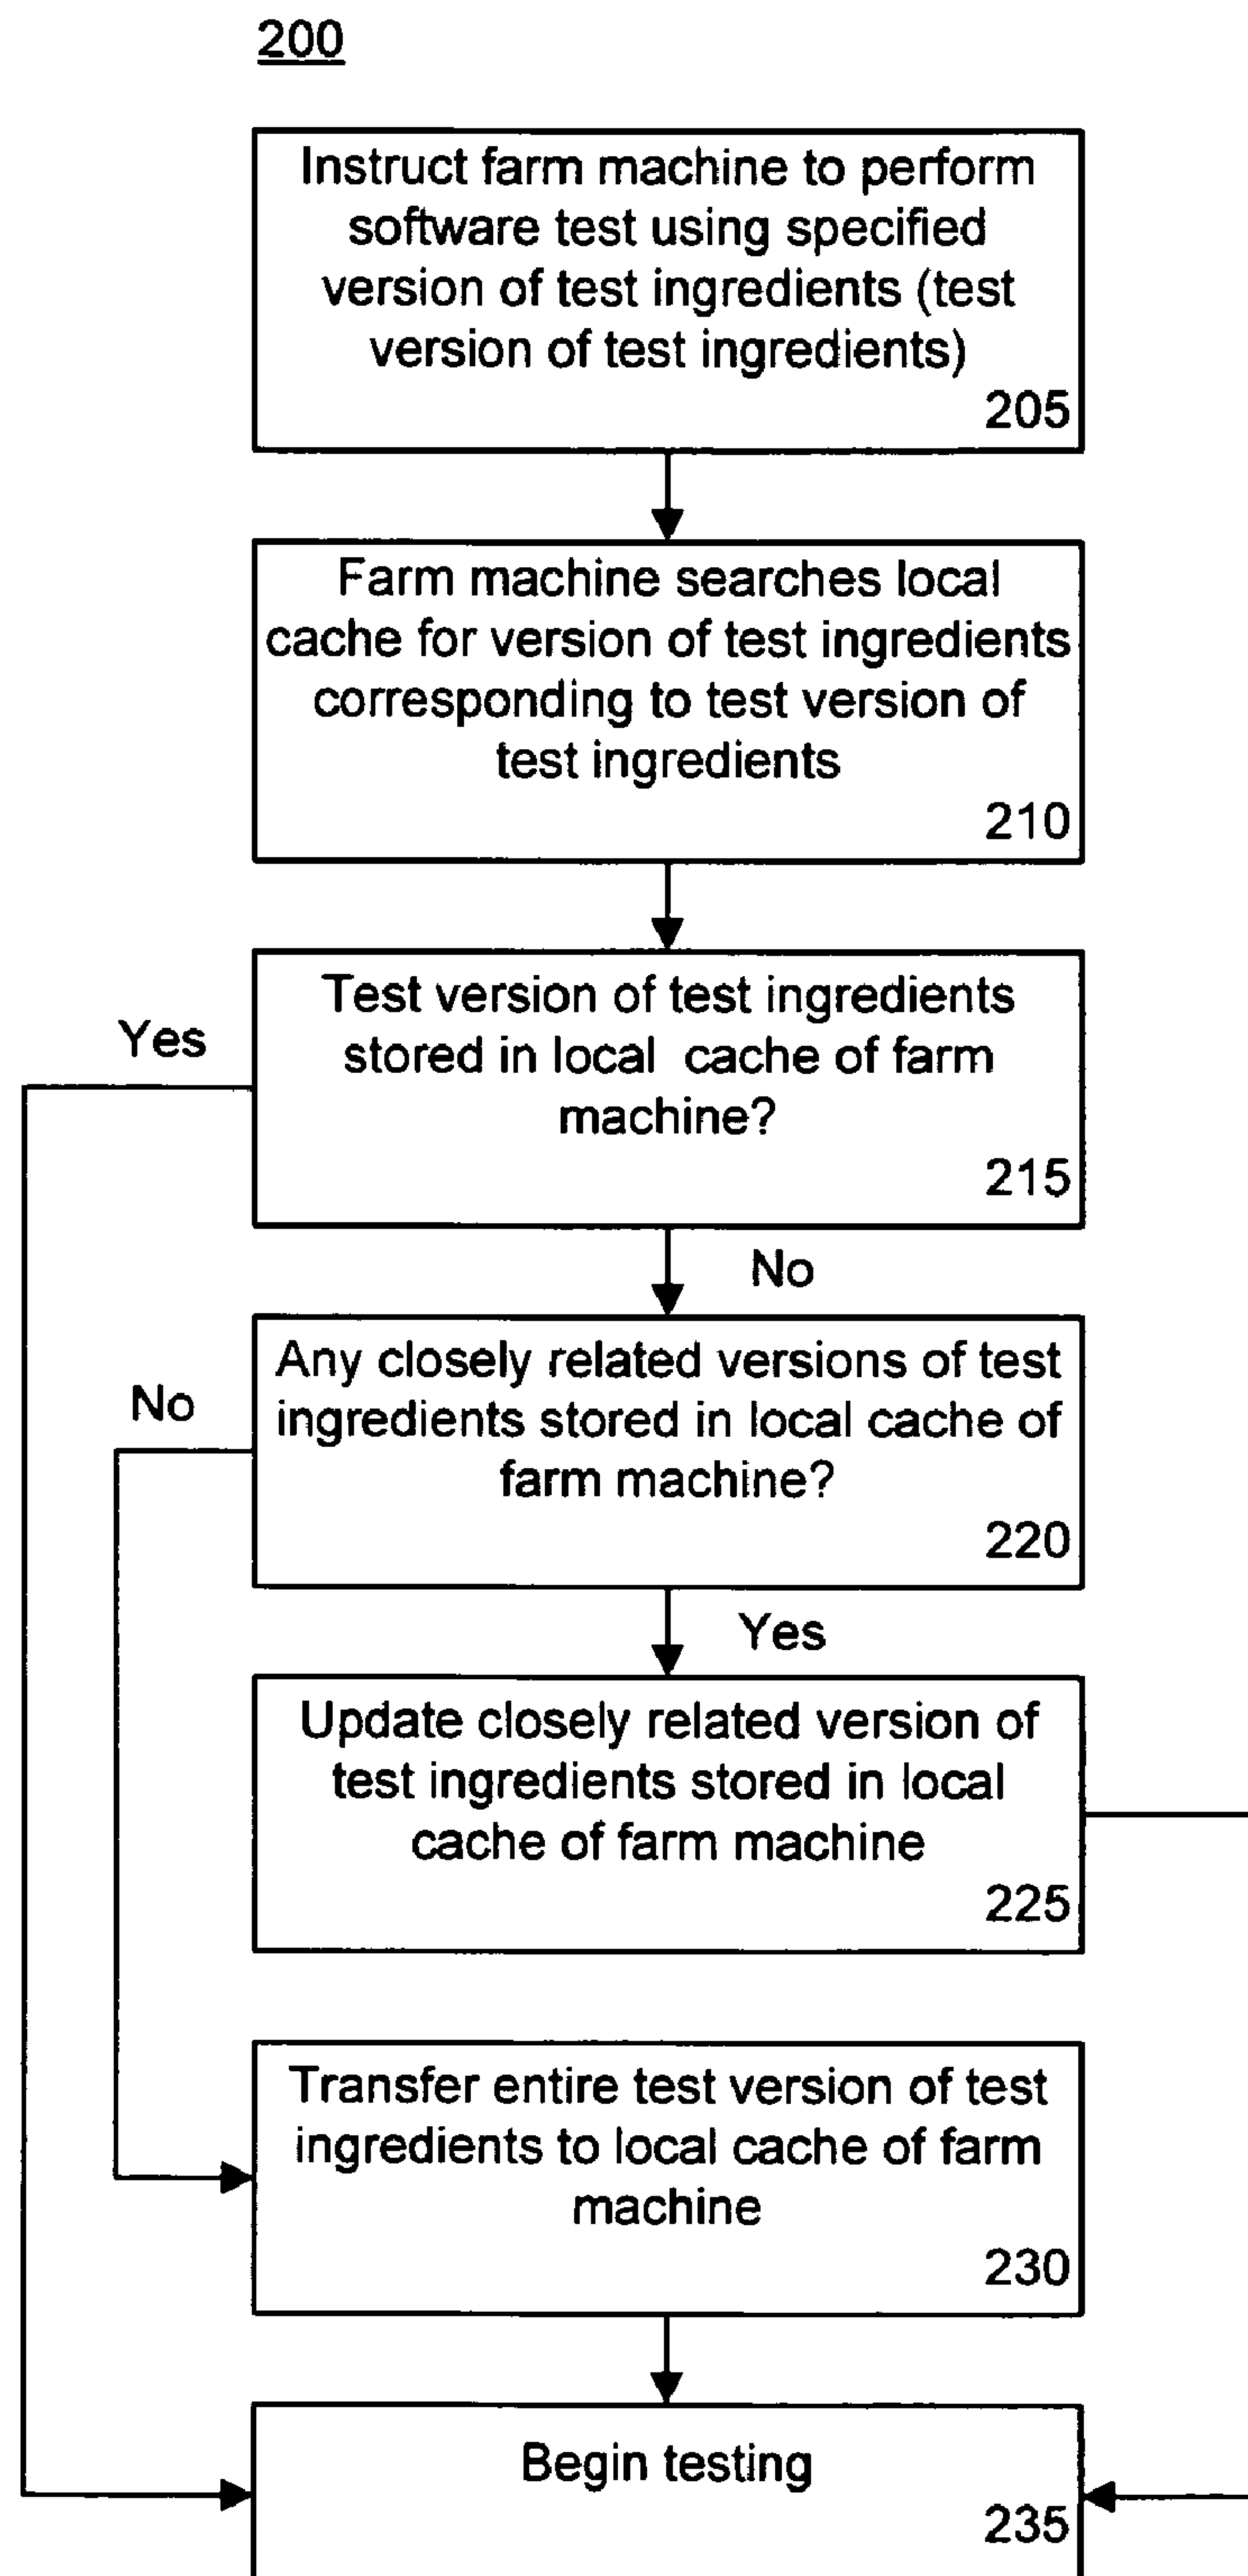 200
Instruct farm machine to perform
software test using specified
version of test ingredients (test
version of test ingredients)
205
Farm machine searches local
cache for version of test ingredients
corresponding to test version of
test ingredients
210
Test version of test ingredients
stored in local cache of farm
machine?
215
Yes
No
Any closely related versions of test
ingredients stored in local cache of
farm machine?
220
No
Yes
Update closely related version of
test ingredients stored in local
cache of farm machine
225
Transfer entire test version of test
ingredients to local cache of farm
machine
230
Begin testing
235